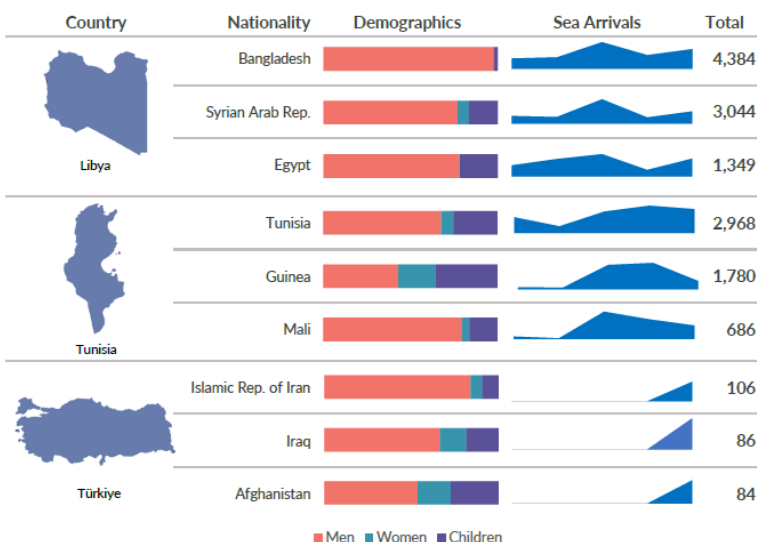 Country Nationality Demographics Sea Arrivals Total
Bangladesh 4,384
Syrian Arab Rep. 3,044
Egypt 1,349
Libya
Tunisia 2,968
Guinea 1,780
Mali 686
Tunisia
Islamic Rep. of Iran 106
Iraq 86
Afghanistan 84
Türkiye
Men Women Children